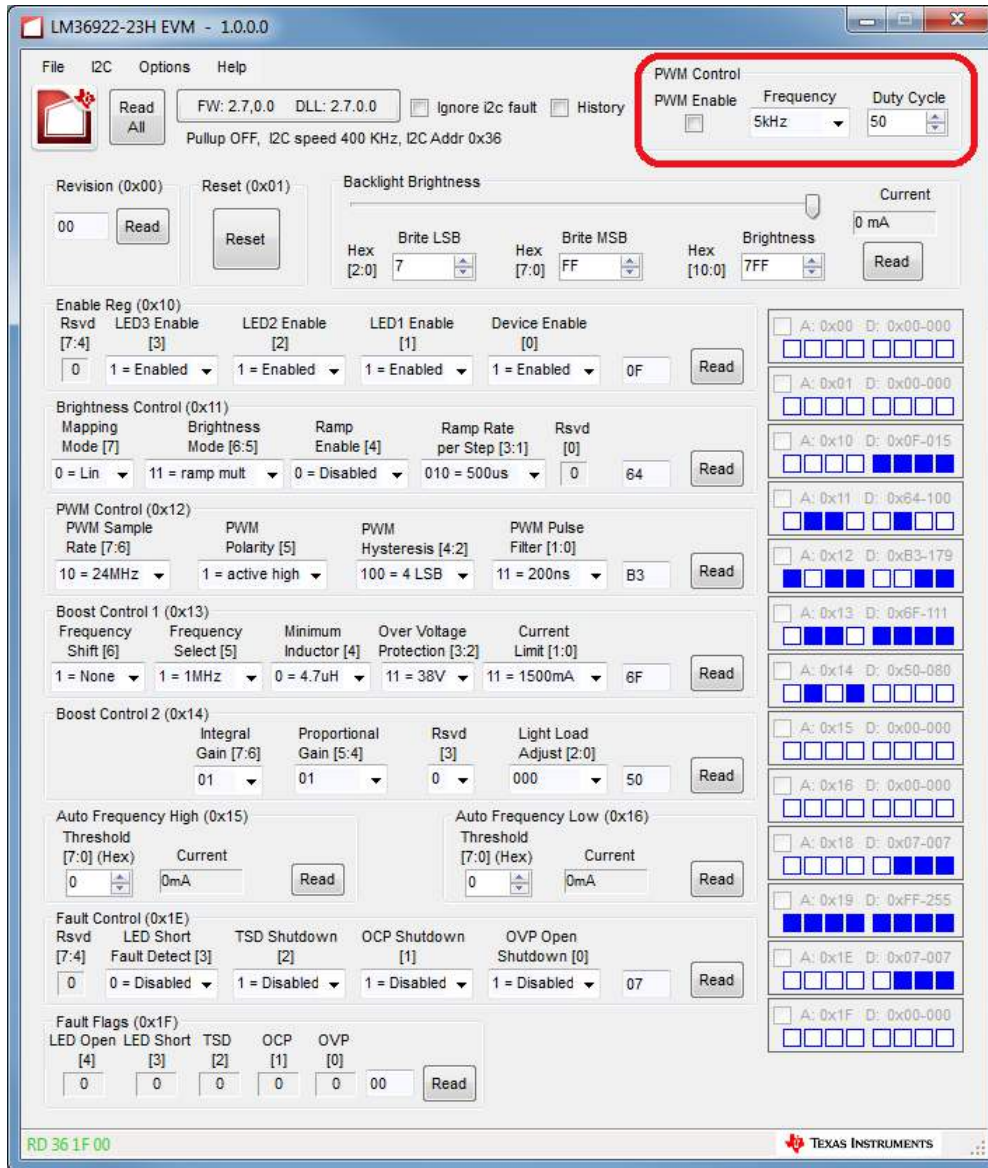 LM36922-23H EVM - 1.0.0.0
File I2C Options Help
Read All
FW: 2.7,0.0 DLL: 2.7.0.0
Ignore i2c fault
History
Pullup OFF, I2C speed 400 KHz, I2C Addr 0x36
PWM Control
PWM Enable Frequency Duty Cycle
5kHz 50
Revision (0x00)
00 Read
Reset (0x01)
Reset
Backlight Brightness
Current
0 mA
Hex [2:0] Brite LSB 7
Hex [7:0] Brite MSB FF
Hex [10:0] Brightness 7FF
Read
Enable Reg (0x10)
Rsvd LED3 Enable LED2 Enable LED1 Enable Device Enable
[7:4] [3] [2] [1] [0]
0 1 = Enabled 1 = Enabled 1 = Enabled 1 = Enabled 0F Read
Brightness Control (0x11)
Mapping Brightness Ramp Ramp Rate Rsvd
Mode [7] Mode [6:5] Enable [4] per Step [3:1] [0]
0 = Lin 11 = ramp mult 0 = Disabled 010 = 500us 0 64 Read
PWM Control (0x12)
PWM Sample PWM PWM PWM Pulse
Rate [7:6] Polarity [5] Hysteresis [4:2] Filter [1:0]
10 = 24MHz 1 = active high 100 = 4 LSB 11 = 200ns B3 Read
Boost Control 1 (0x13)
Frequency Frequency Minimum Over Voltage Current
Shift [6] Select [5] Inductor [4] Protection [3:2] Limit [1:0]
1 = None 1 = 1MHz 0 = 4.7uH 11 = 38V 11 = 1500mA 6F Read
Boost Control 2 (0x14)
Integral Proportional Rsvd Light Load
Gain [7:6] Gain [5:4] [3] Adjust [2:0]
01 01 0 000 50 Read
Auto Frequency High (0x15)
Threshold
[7:0] (Hex) Current
0 0mA Read
Auto Frequency Low (0x16)
Threshold
[7:0] (Hex) Current
0 0mA Read
Fault Control (0x1E)
Rsvd LED Short TSD Shutdown OCP Shutdown OVP Open
[7:4] Fault Detect [3] [2] [1] Shutdown [0]
0 0 = Disabled 1 = Disabled 1 = Disabled 1 = Disabled 07 Read
Fault Flags (0x1F)
LED Open LED Short TSD OCP OVP
[4] [3] [2] [1] [0]
0 0 0 0 0 00 Read
A: 0x00 D: 0x00-000
A: 0x01 D: 0x00-000
A: 0x10 D: 0x0F-015
A: 0x11 D: 0x64-100
A: 0x12 D: 0xB3-179
A: 0x13 D: 0x6F-111
A: 0x14 D: 0x50-080
A: 0x15 D: 0x00-000
A: 0x16 D: 0x00-000
A: 0x18 D: 0x07-007
A: 0x19 D: 0xFF-255
A: 0x1E D: 0x07-007
A: 0x1F D: 0x00-000
RD 36 1F 00
TEXAS INSTRUMENTS